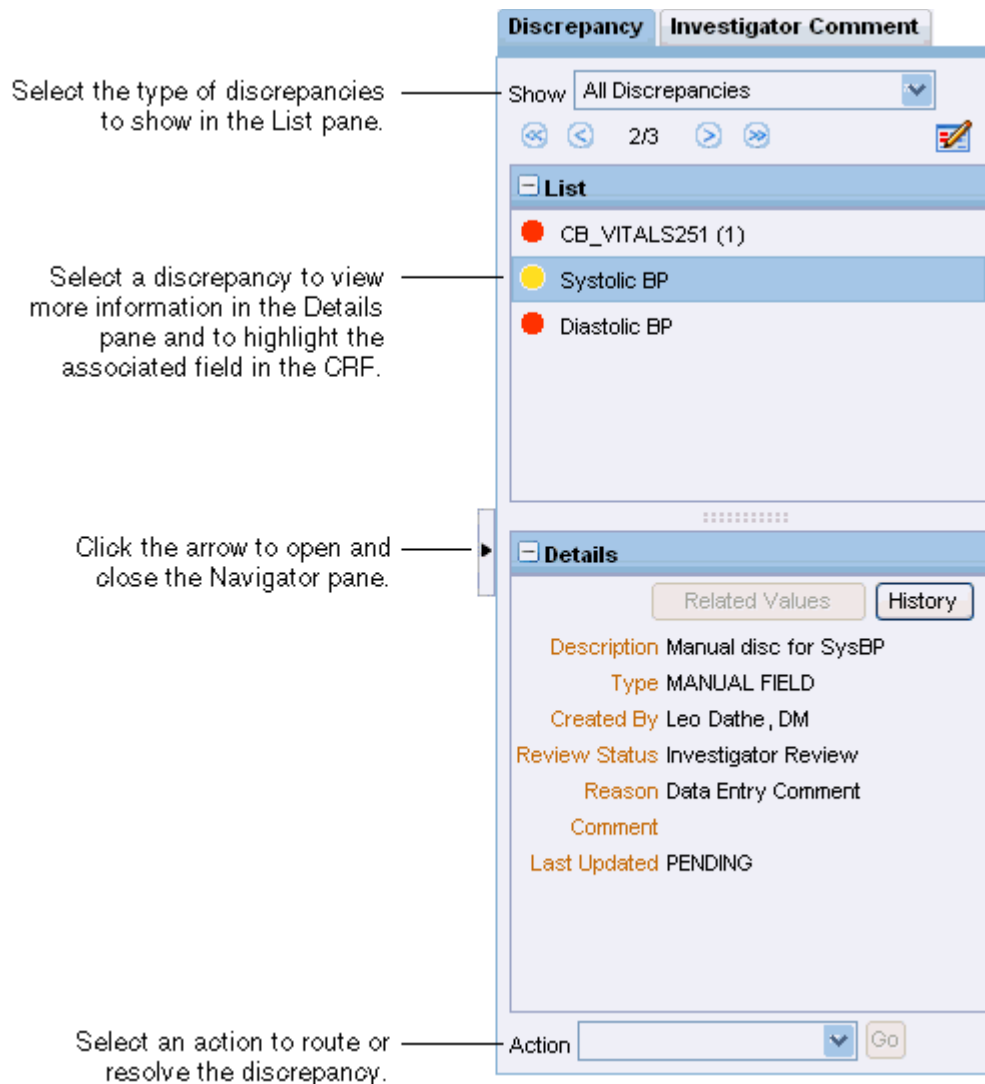 Discrepancy Investigator Comment
Select the type of discrepancies
to show in the List pane.
Show All Discrepancies
2/3
List
CB_VITALS251 (1)
Select a discrepancy to view
more information in the Details
pane and to highlight the
associated field in the CRF.
Systolic BP
Diastolic BP
Click the arrow to open and
close the Navigator pane.
Details
Related Values History
Description Manual disc for SysBP
Type MANUAL FIELD
Created By Leo Dathe, DM
Review Status Investigator Review
Reason Data Entry Comment
Comment
Last Updated PENDING
Select an action to route or
resolve the discrepancy.
Action Go